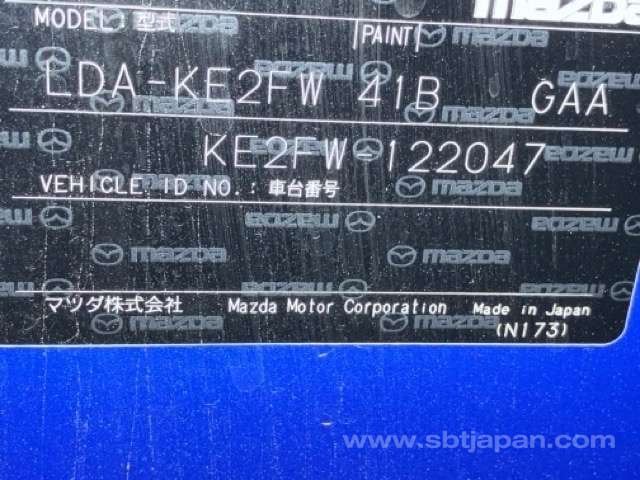 mazda
MODEL 型式 PAINT
LDA-KE2FW 41B GAA
KE2FW-122047
VEHICLE ID NO.: 車台番号
マツダ株式会社 Mazda Motor Corporation Made in Japan
(N173)
www.sbtjapan.com